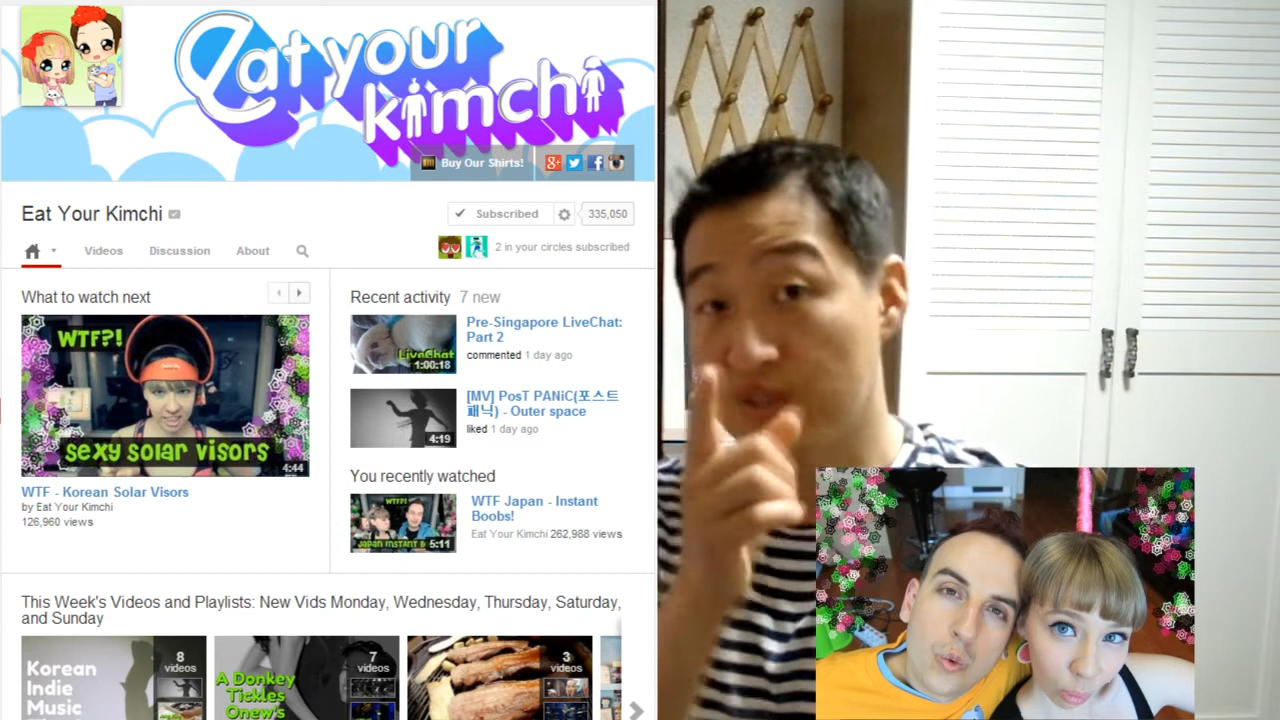 Eat your
kimchi
Buy Our Shirts!
Eat Your Kimchi
Subscribed
335,050
Videos
Discussion
About
2 in your circles subscribed
What to watch next
WTF?!
SEXY SOLAR VISORS
4:44
WTF - Korean Solar Visors
by Eat Your Kimchi
126,960 views
Recent activity 7 new
LiveChat
1:00:18
Pre-Singapore LiveChat:
Part 2
commented 1 day ago
4:19
[MV] PosT PANiC(포스트
패닉) - Outer space
liked 1 day ago
You recently watched
WTF?!
JAPAN INSTANT B
5:11
WTF Japan - Instant
Boobs!
Eat Your Kimchi 262,988 views
This Week's Videos and Playlists: New Vids Monday, Wednesday, Thursday, Saturday,
and Sunday
Korean
Indie
Music
8
videos
A Donkey
Tickles
Onew's
7
videos
3
videos